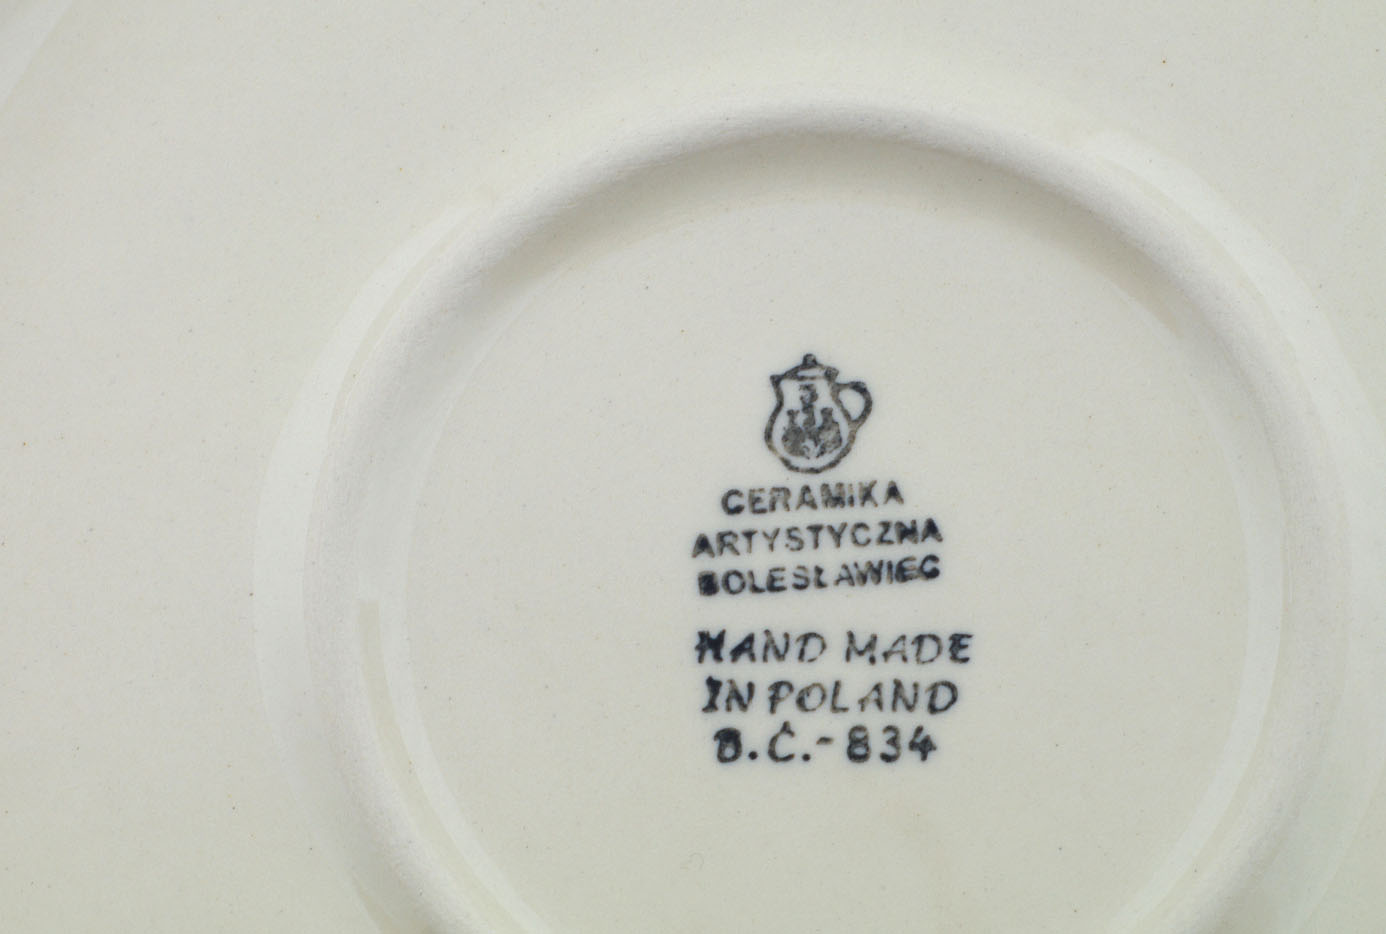 CERAMIKA
ARTYSTYCZNA
BOLESŁAWIEC
HAND MADE
IN POLAND
B.Ć.-834